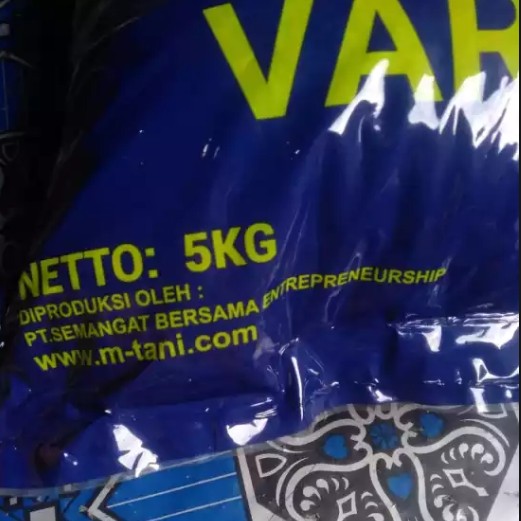 VAR
NETTO: 5KG
DIPRODUKSI OLEH :
PT.SEMANGAT BERSAMA ENTREPRENEURSHIP
www.m-tani.com